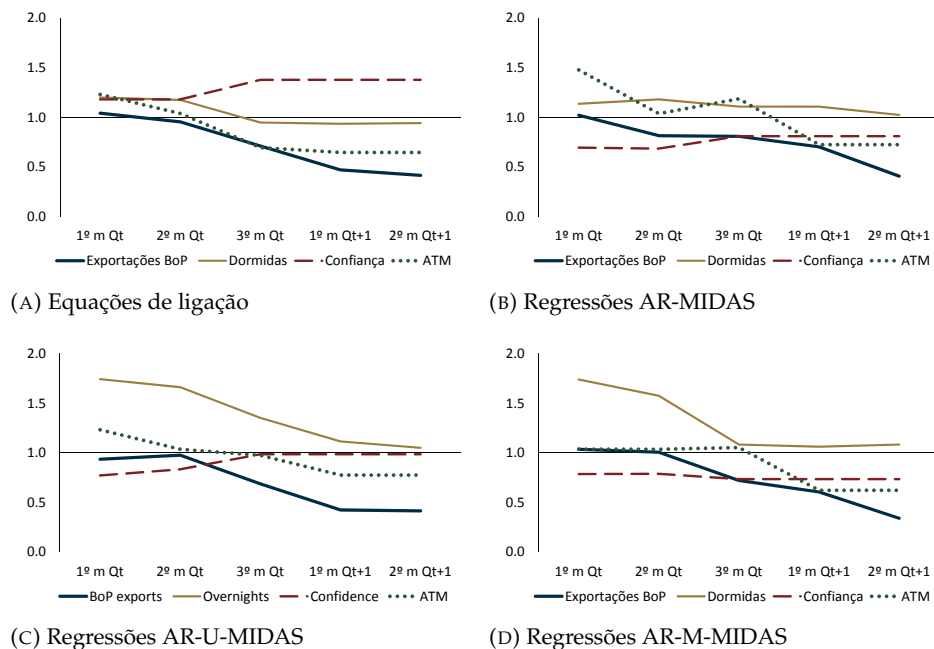 2.0
1.5
1.0
0.5
0.0
1º m Qt 2º m Qt 3º m Qt 1º m Qt+1 2º m Qt+1
Exportações BoP Dormidas Confiança ATM
(A) Equações de ligação
2.0
1.5
1.0
0.5
0.0
1º m Qt 2º m Qt 3º m Qt 1º m Qt+1 2º m Qt+1
Exportações BoP Dormidas Confiança ATM
(B) Regressões AR-MIDAS
2.0
1.5
1.0
0.5
0.0
1º m Qt 2º m Qt 3º m Qt 1º m Qt+1 2º m Qt+1
BoP exports Overnights Confidence ATM
(C) Regressões AR-U-MIDAS
2.0
1.5
1.0
0.5
0.0
1º m Qt 2º m Qt 3º m Qt 1º m Qt+1 2º m Qt+1
Exportações BoP Dormidas Confiança ATM
(D) Regressões AR-M-MIDAS